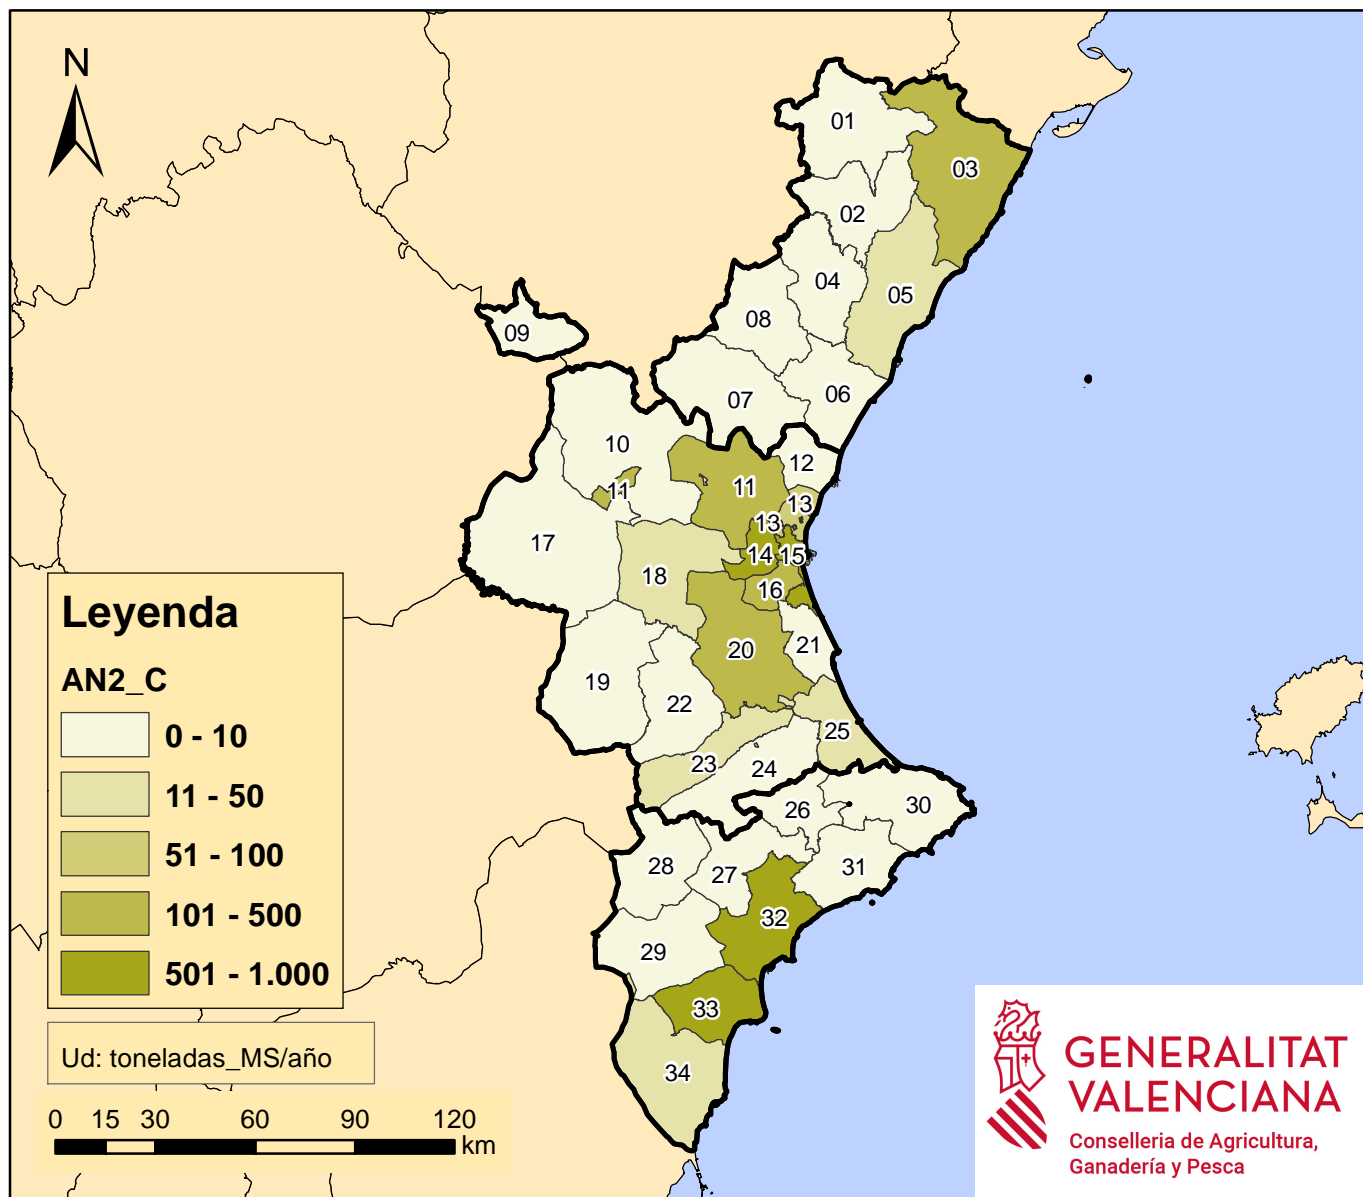 N
01
03
02
04
05
08
09
07
06
10
12
11
11
13
13
17
14
15
18
16
20
21
19
22
25
23
24
26
30
28
27
31
32
29
33
34
Leyenda
AN2_C
0 - 10
11 - 50
51 - 100
101 - 500
501 - 1.000
Ud: toneladas_MS/año
0 15 30 60 90 120
km
GENERALITAT
VALENCIANA
Conselleria de Agricultura,
Ganadería y Pesca